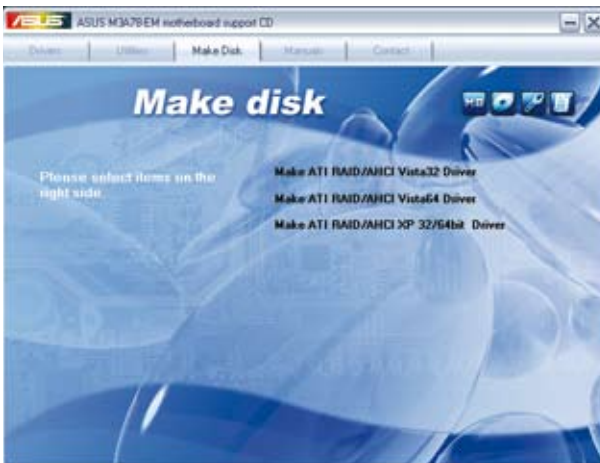 ASUS ASUS M3A78-EM motherboard support CD
Drivers Utilities Make Disk Manuals Contact
Make disk
Please select items on the
right side.
Make ATI RAID/AHCI Vista32 Driver
Make ATI RAID/AHCI Vista64 Driver
Make ATI RAID/AHCI XP 32/64bit Driver